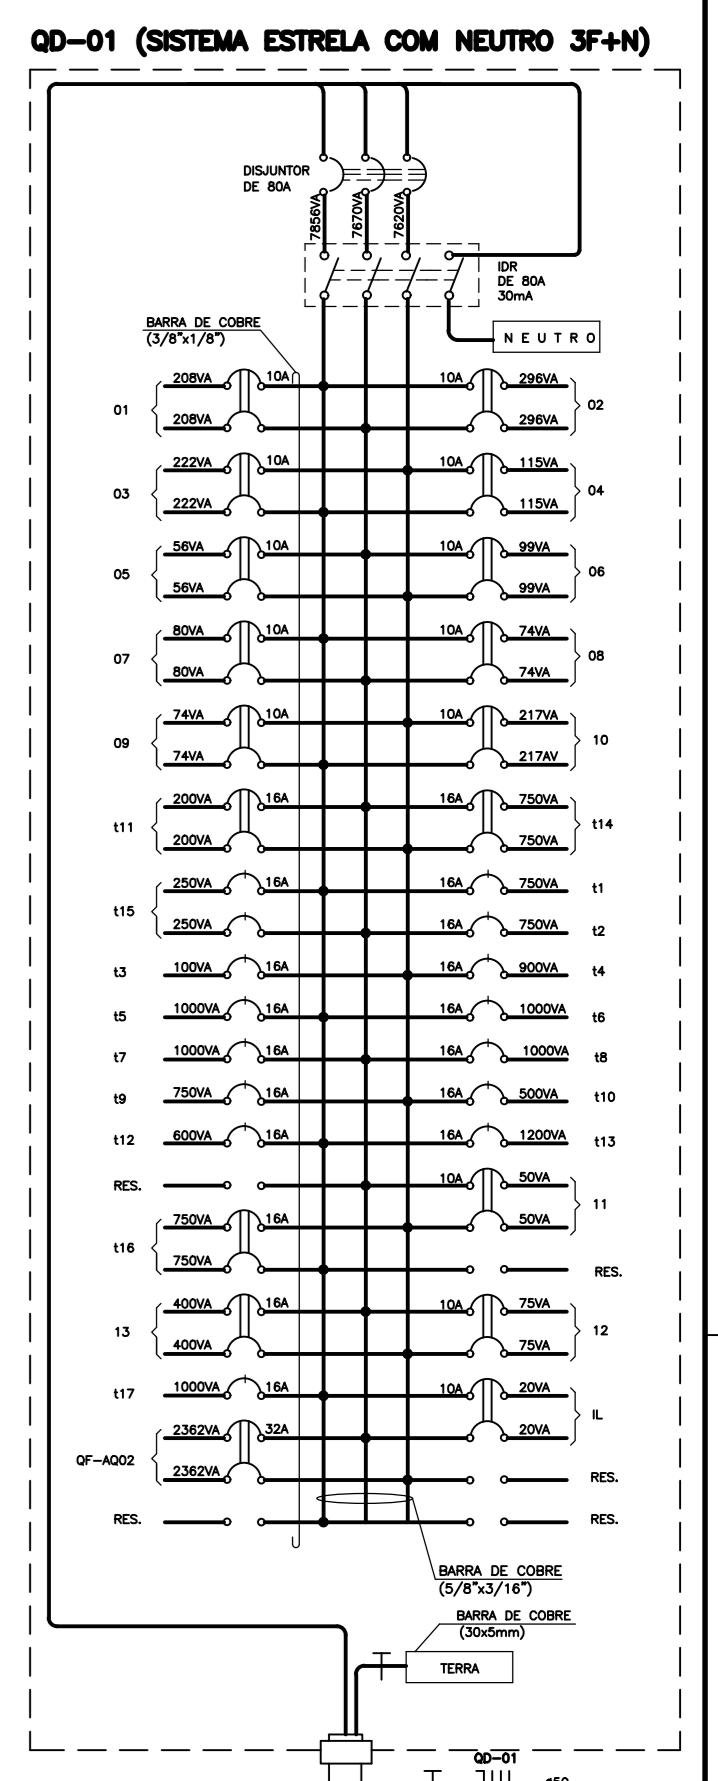 QD-01 (SISTEMA ESTRELA COM NEUTRO 3F+N)
DISJUNTOR
DE 80A
7856VA
7670VA
7620VA
IDR
DE 80A
30mA
N E U T R O
BARRA DE COBRE
(3/8"x1/8")
208VA 10A 10A 296VA
01 02
208VA 296VA
222VA 10A 10A 115VA
03 04
222VA 115VA
56VA 10A 10A 99VA
05 06
56VA 99VA
80VA 10A 10A 74VA
07 08
80VA 74VA
74VA 10A 10A 217VA
09 10
74VA 217AV
200VA 16A 16A 750VA
t11 t14
200VA 750VA
250VA 16A 16A 750VA t1
t15
250VA 16A 750VA t2
t3 100VA 16A 16A 900VA t4
t5 1000VA 16A 16A 1000VA t6
t7 1000VA 16A 16A 1000VA t8
t9 750VA 16A 16A 500VA t10
t12 600VA 16A 16A 1200VA t13
RES. 10A 50VA
11
750VA 16A 50VA
t16
750VA RES.
400VA 16A 10A 75VA
13 12
400VA 75VA
t17 1000VA 16A 10A 20VA
IL
2362VA 32A 20VA
QF-AQ02
2362VA RES.
RES. RES.
BARRA DE COBRE
(5/8"x3/16")
BARRA DE COBRE
(30x5mm)
TERRA
QD-01